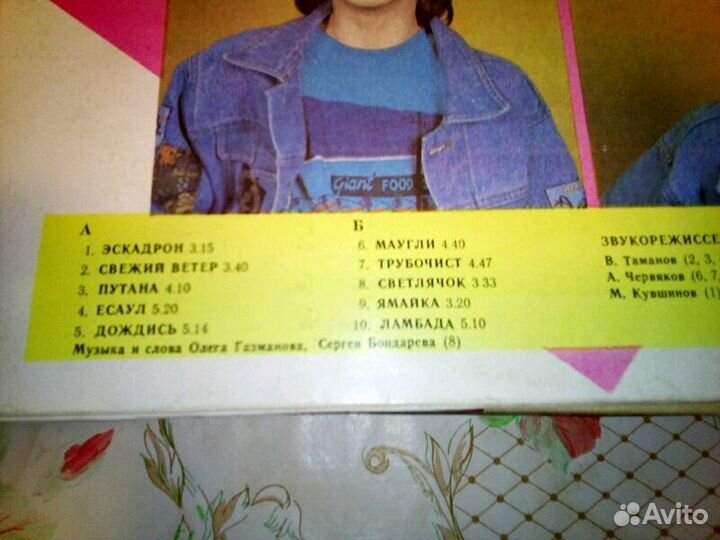 Giant FOOD
А
1. ЭСКАДРОН 3.15
2. СВЕЖИЙ ВЕТЕР 3.40
3. ПУТАНА 4.10
4. ЕСАУЛ 5.20
5. ДОЖДИСЬ 5.14
Б
6. МАУГЛИ 4.40
7. ТРУБОЧИСТ 4.47
8. СВЕТЛЯЧОК 3 33
9. ЯМАЙКА 3.20
10. ЛАМБАДА 5.10
Музыка и слова Олега Газманова, Сергея Бондарева (8)
ЗВУКОРЕЖИССЕ
В. Таманов (2, 3,
А. Червяков (6, 7,
М. Кувшинов (1)
Avito